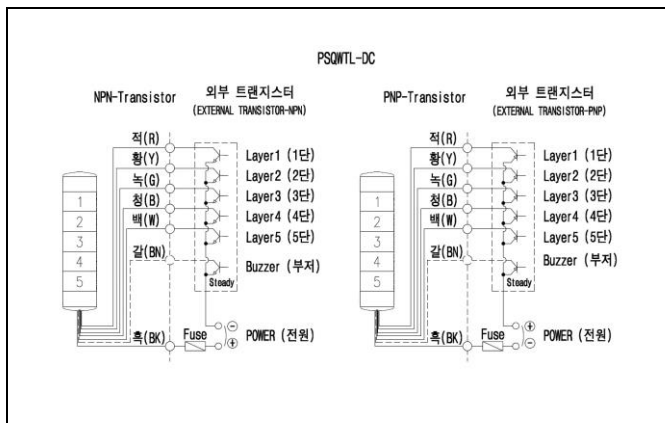 PSQWTL-DC
NPN-Transistor
외부 트랜지스터
(EXTERNAL TRANSISTOR-NPN)
적(R)
황(Y)
녹(G)
청(B)
백(W)
갈(BN)
흑(BK)
1
2
3
4
5
Layer1 (1단)
Layer2 (2단)
Layer3 (3단)
Layer4 (4단)
Layer5 (5단)
Buzzer (부저)
Steady
Fuse
⊖
⊕
POWER (전원)
PNP-Transistor
외부 트랜지스터
(EXTERNAL TRANSISTOR-PNP)
적(R)
황(Y)
녹(G)
청(B)
백(W)
갈(BN)
흑(BK)
1
2
3
4
5
Layer1 (1단)
Layer2 (2단)
Layer3 (3단)
Layer4 (4단)
Layer5 (5단)
Buzzer (부저)
Steady
Fuse
⊕
⊖
POWER (전원)